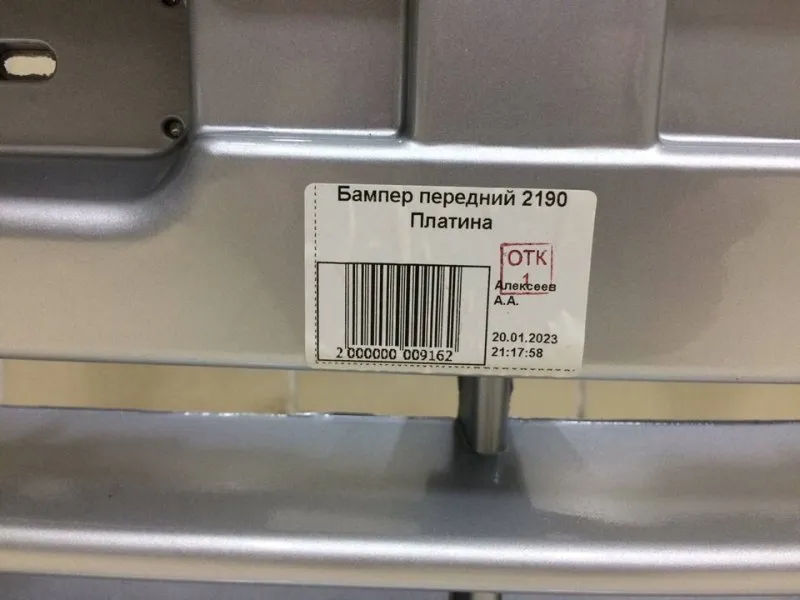 Бампер передний 2190
Платина
ОТК
1
Алексеев
А.А.
20.01.2023
21:17:58
2 000000 009162